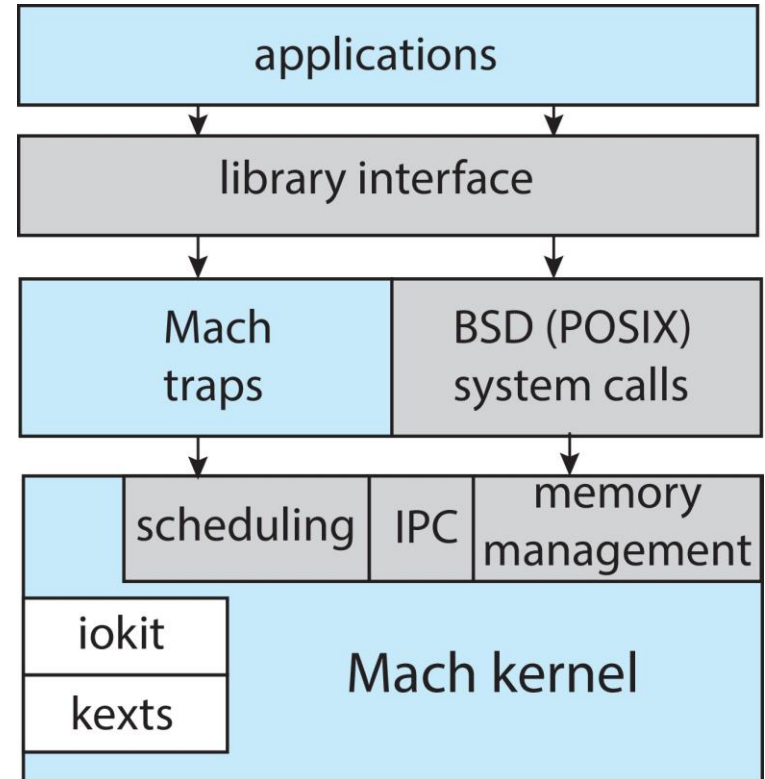 applications
library interface
Mach
traps
BSD (POSIX)
system calls
scheduling
IPC
memory
management
iokit
kexts
Mach kernel